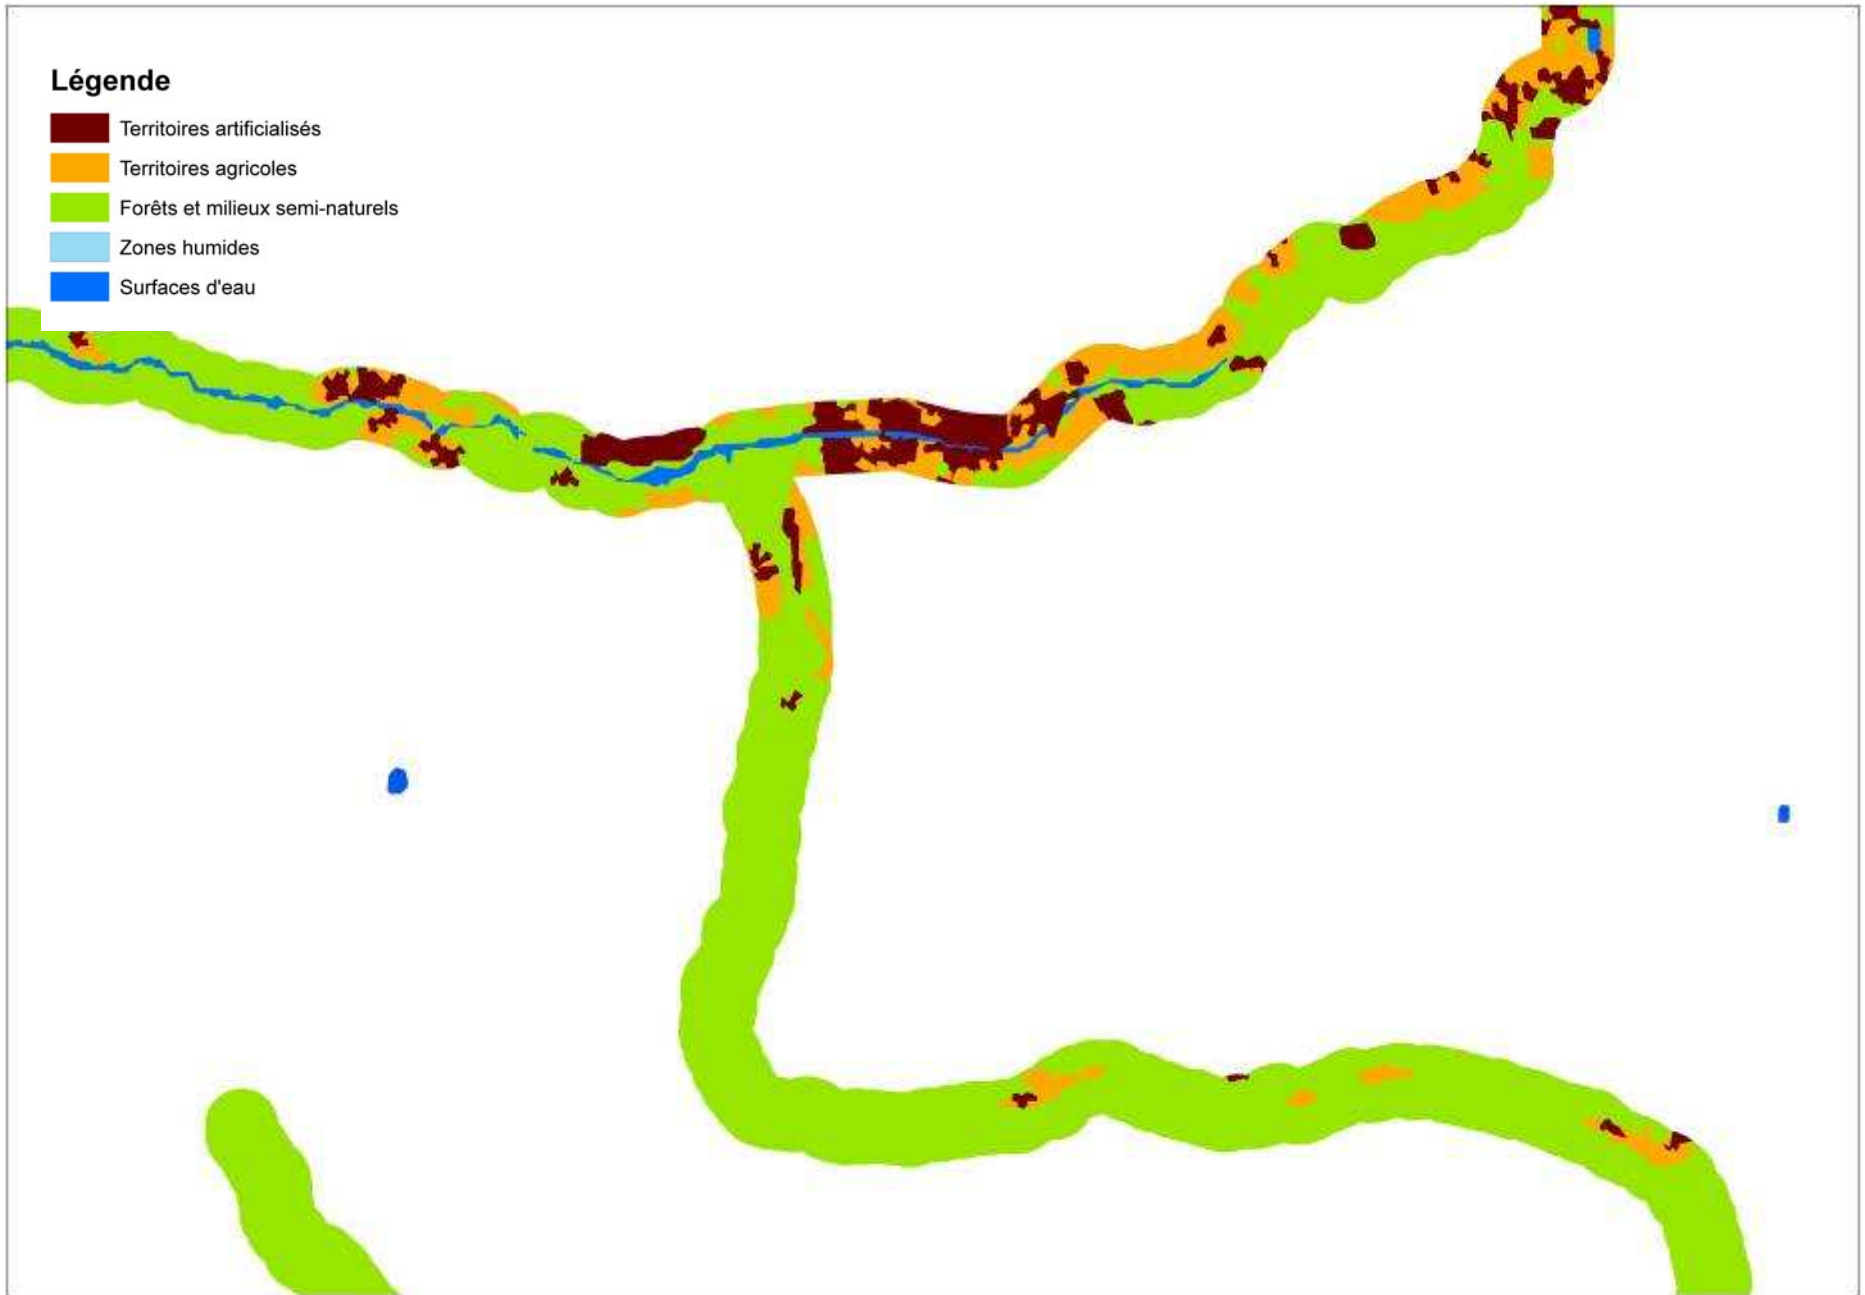 Légende
Territoires artificialisés
Territoires agricoles
Forêts et milieux semi-naturels
Zones humides
Surfaces d'eau